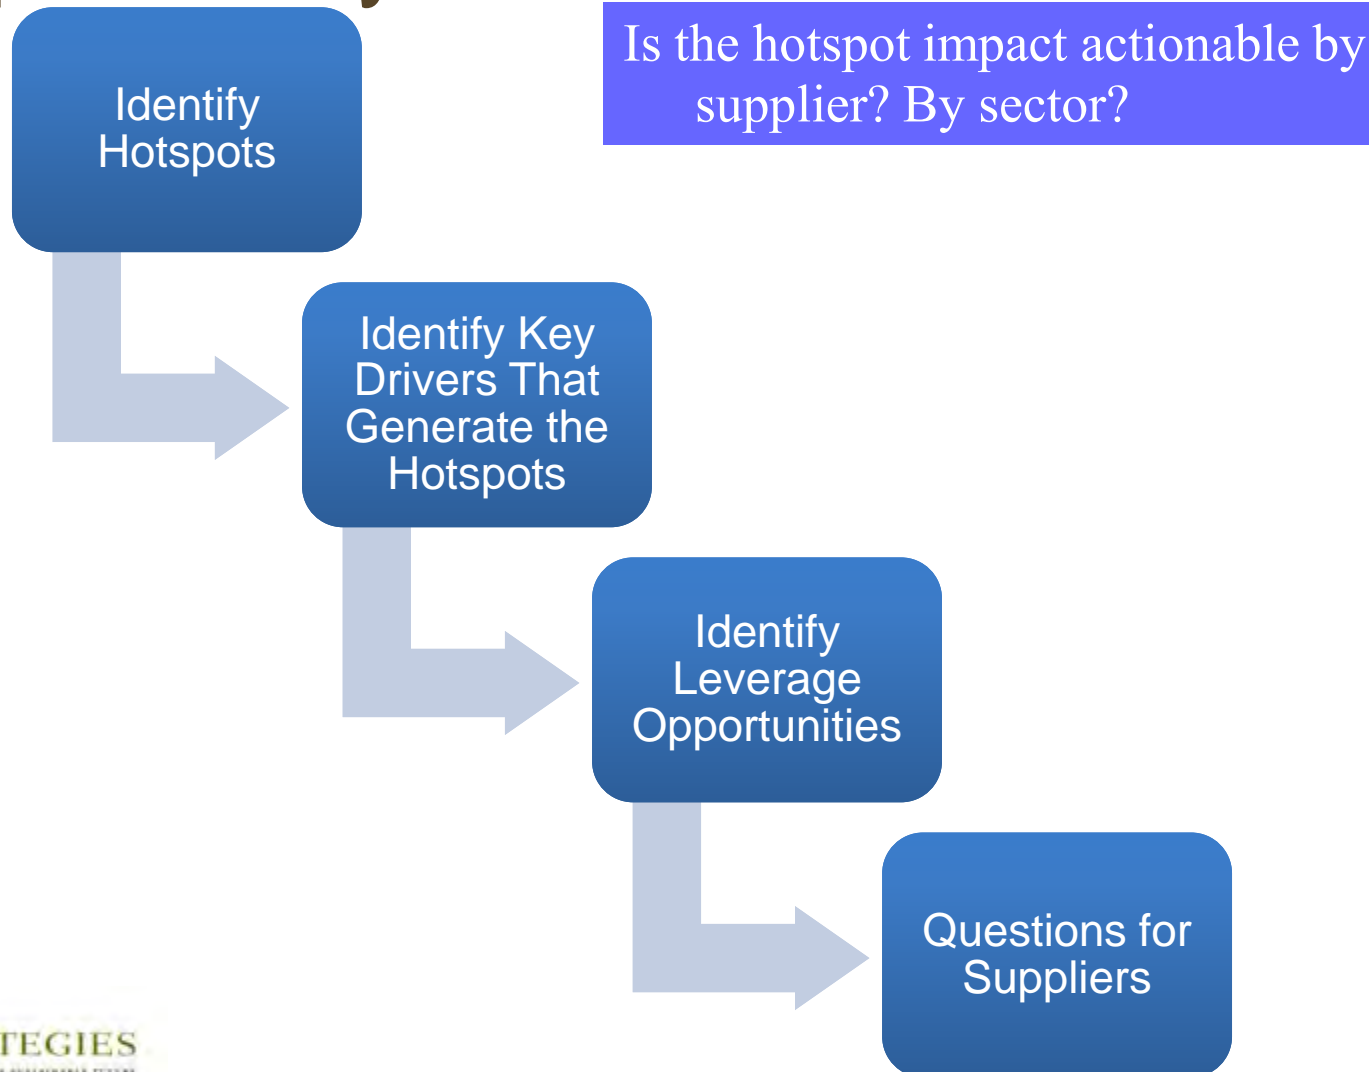 Is the hotspot impact actionable by
supplier? By sector?
Identify
Hotspots
Identify Key
Drivers That
Generate the
Hotspots
Identify
Leverage
Opportunities
Questions for
Suppliers
TEGIES